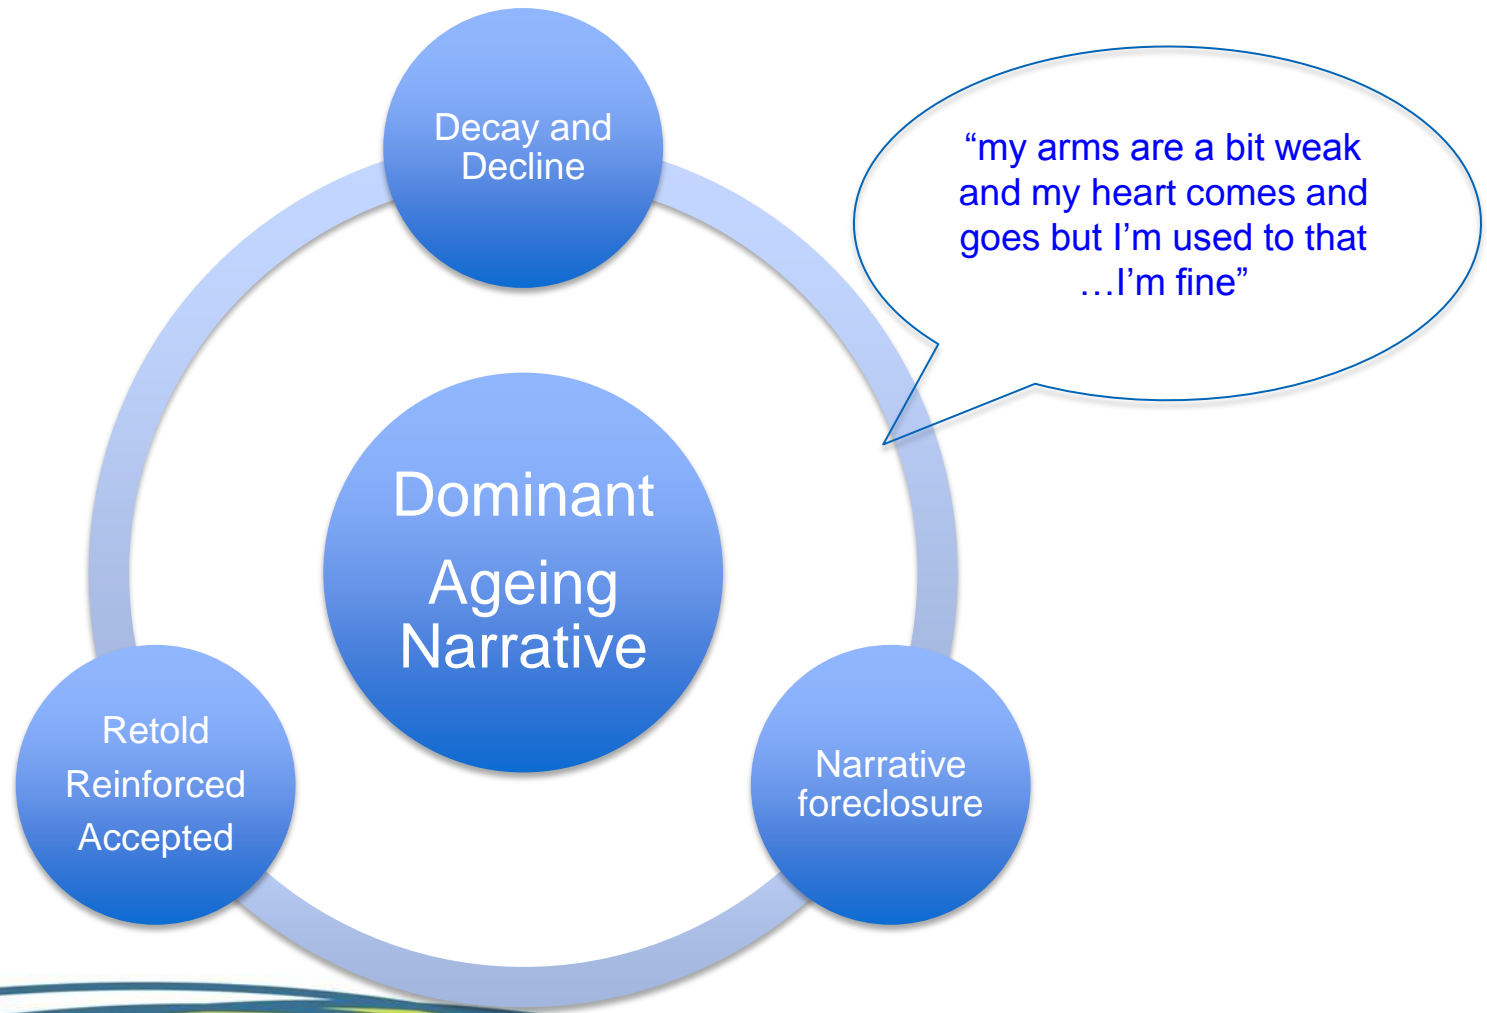 Decay and
Decline
“my arms are a bit weak
and my heart comes and
goes but I’m used to that
…I’m fine”
Dominant
Ageing
Narrative
Retold
Reinforced
Accepted
Narrative
foreclosure